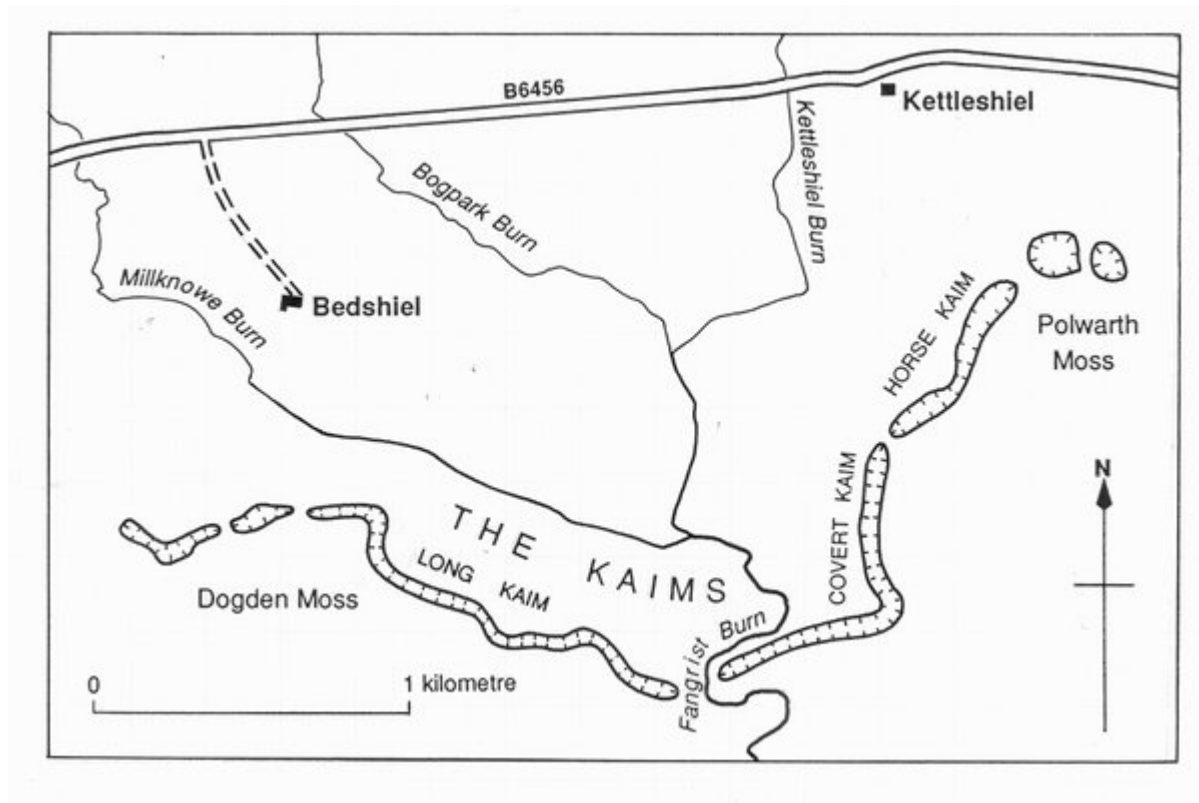 B6456
Kettleshiel
Kettleshiel Burn
Bogpark Burn
Millknowe Burn
Bedshiel
HORSE KAIM
Polwarth
Moss
COVERT KAIM
N
THE KAIMS
LONG
KAIM
Dogden Moss
Fangrist Burn
0
1 kilometre